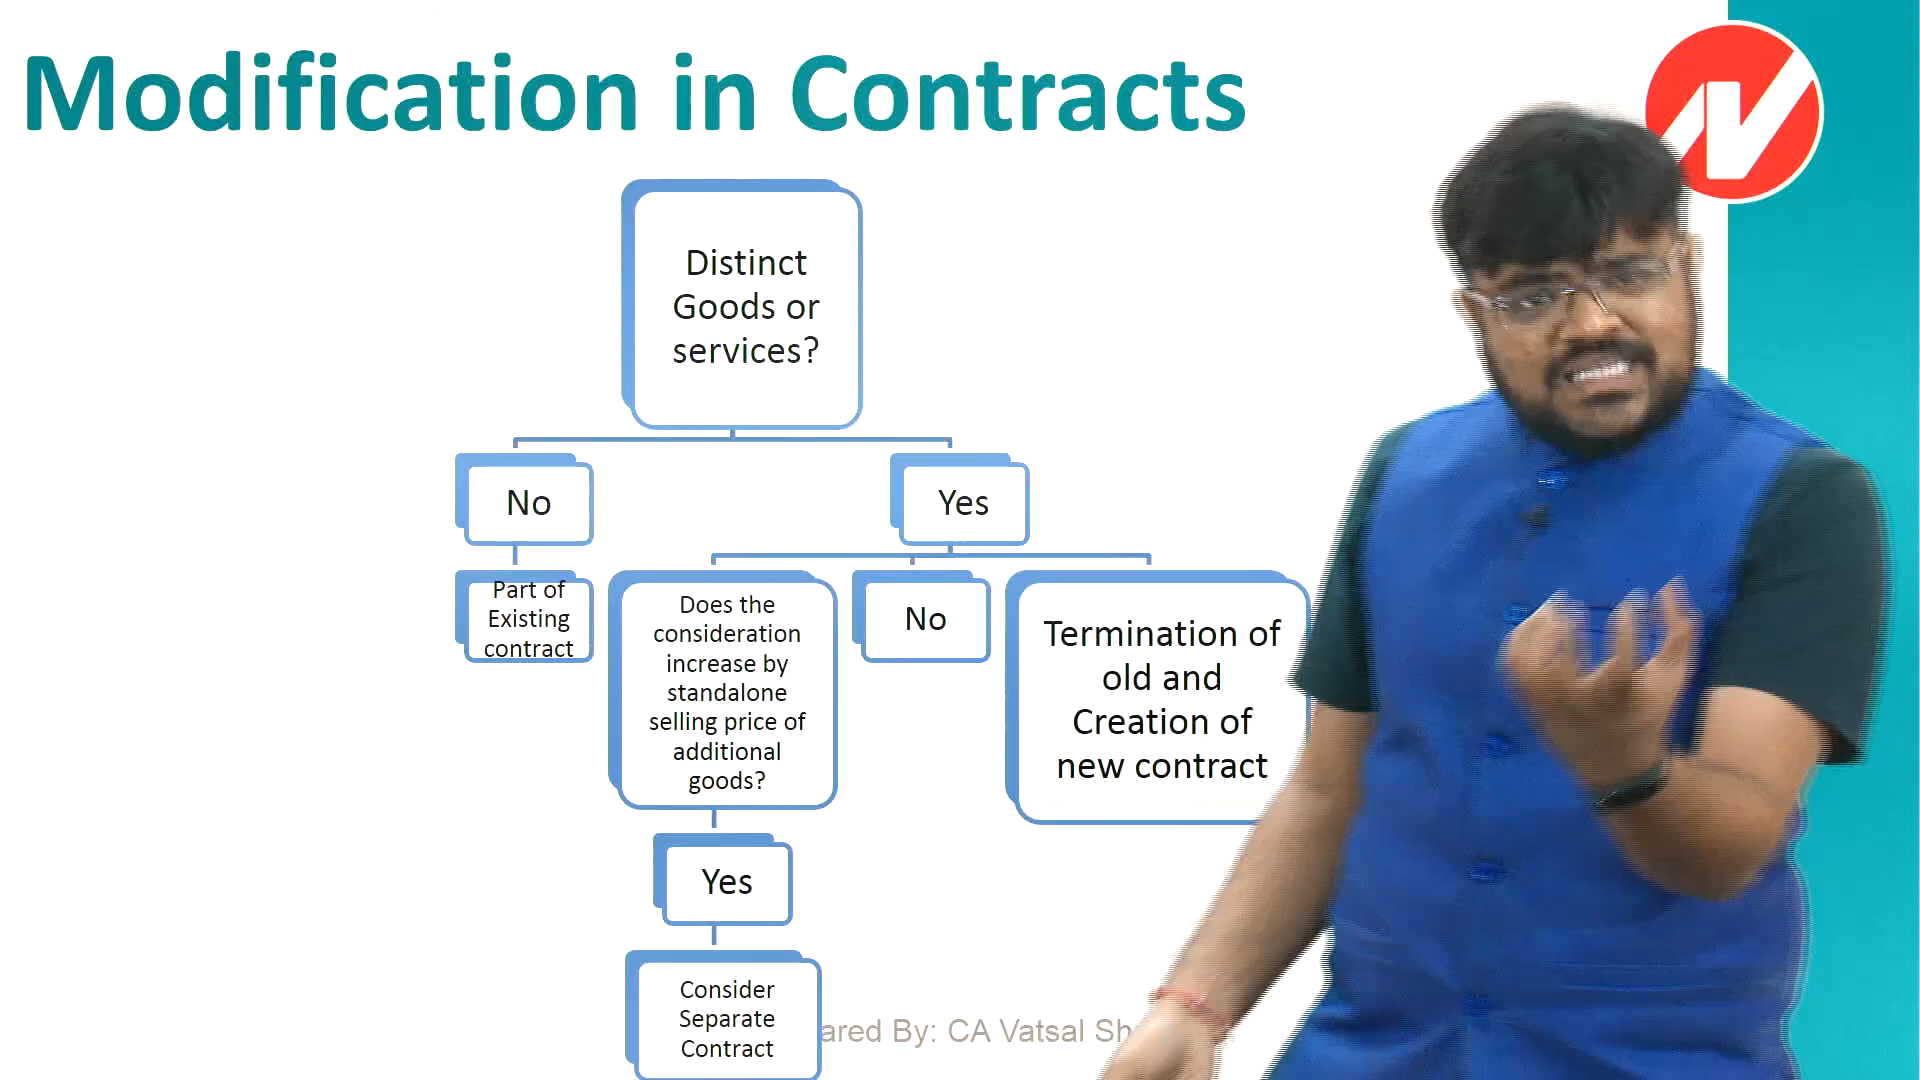 Modification in Contracts
Distinct
Goods or
services?
No
Yes
Part of
Existing
contract
Does the
consideration
increase by
standalone
selling price of
additional
goods?
No
Termination of
old and
Creation of
new contract
Yes
Consider
Separate
Contract
By: CA Vatsal